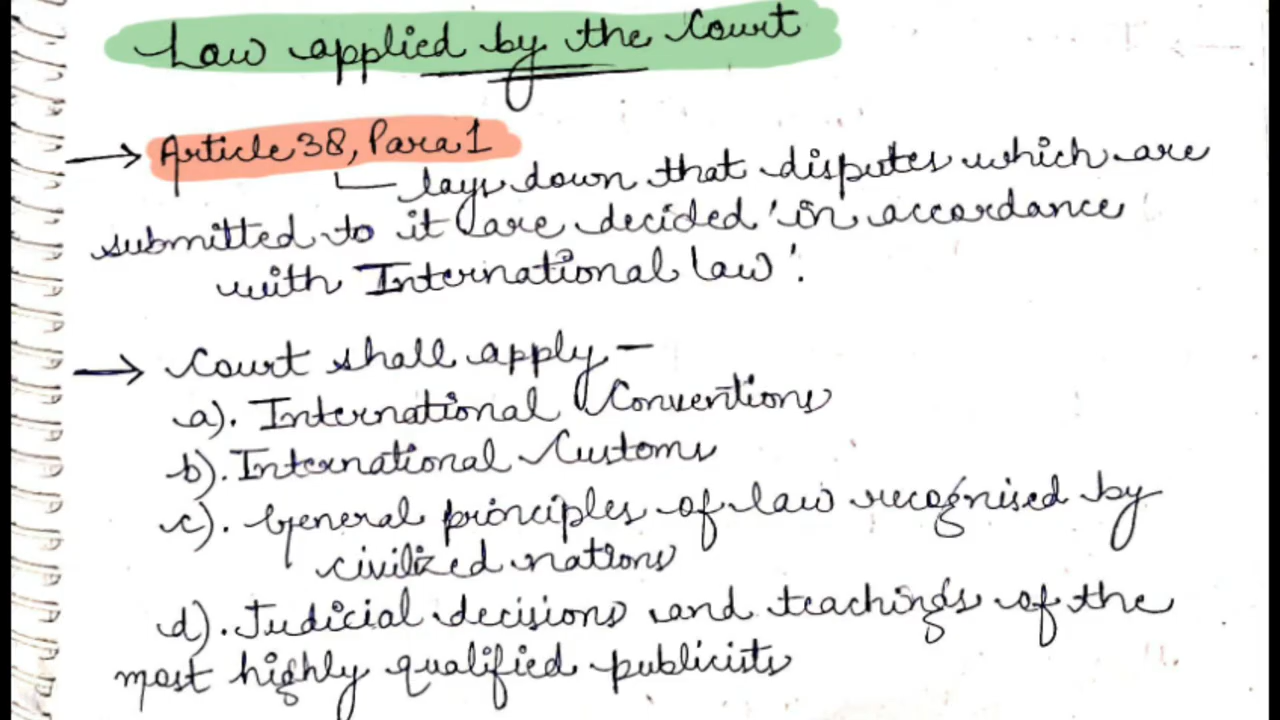 Law applied by the Court
→ Article 38, Para 1
lays down that disputes which are
submitted to it are decided 'in accordance
with International law'.
→ Court shall apply –
a). International Conventions
b). International Customs
c). General principles of law recognised by
civilized nations
d). Judicial decisions and teachings of the
most highly qualified publicists